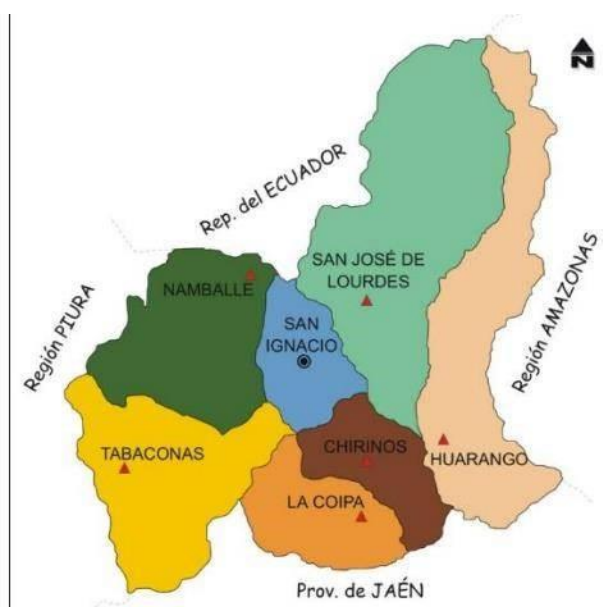 N
Rep. del ECUADOR
SAN JOSÉ DE
LOURDES
NAMBALLE
SAN
IGNACIO
Región PIURA
Región AMAZONAS
TABACONAS
CHIRINOS
HUARANGO
LA COIPA
Prov. de JAÉN